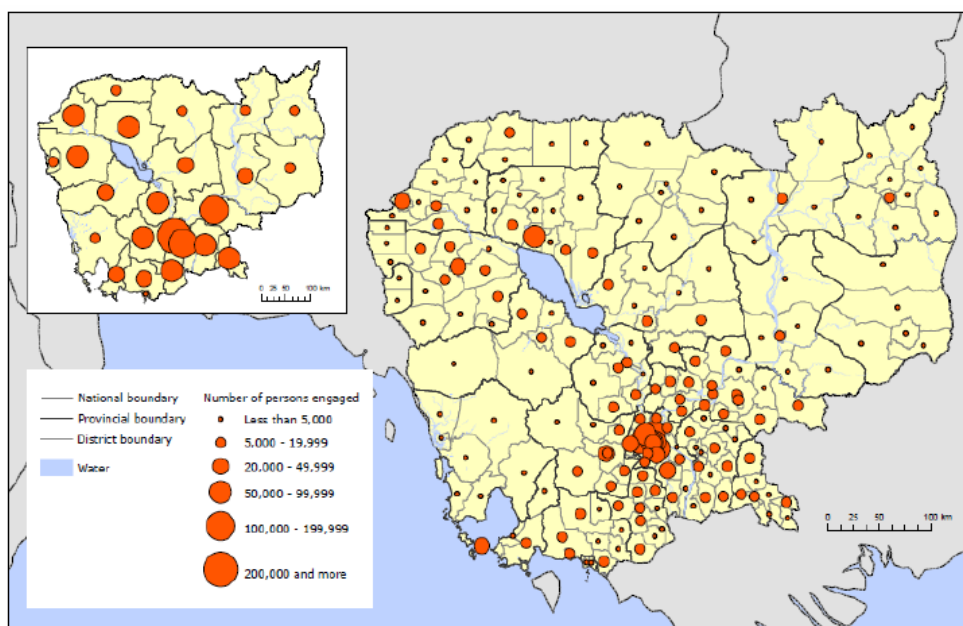 0 25 50 100 km
National boundary
Provincial boundary
District boundary
Water
Number of persons engaged
Less than 5,000
5,000 - 19,999
20,000 - 49,999
50,000 - 99,999
100,000 - 199,999
200,000 and more
0 25 50 100 km